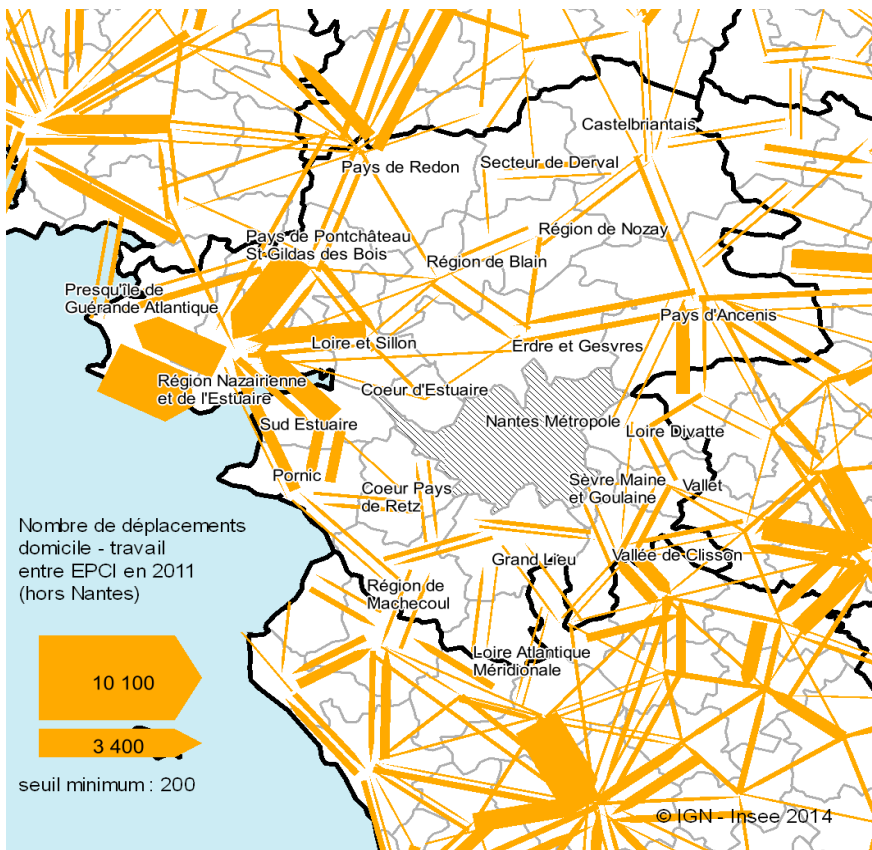 Castelbriantais
Pays de Redon
Secteur de Derval
Région de Nozay
Pays de Pontchâteau
St Gildas des Bois
Région de Blain
Presqu'île de
Guérande Atlantique
Pays d'Ancenis
Loire et Sillon
Erdre et Gesvres
Région Nazairienne
et de l'Estuaire
Coeur d'Estuaire
Sud Estuaire
Nantes Métropole
Loire Divatte
Pornic
Coeur Pays
de Retz
Sèvre Maine
et Goulaine
Vallet
Nombre de déplacements
domicile - travail
entre EPCI en 2011
(hors Nantes)
Grand Lieu
Vallée de Clisson
Région de
Machecoul
Loire Atlantique
Méridionale
10 100
3 400
seuil minimum : 200
© IGN - Insee 2014